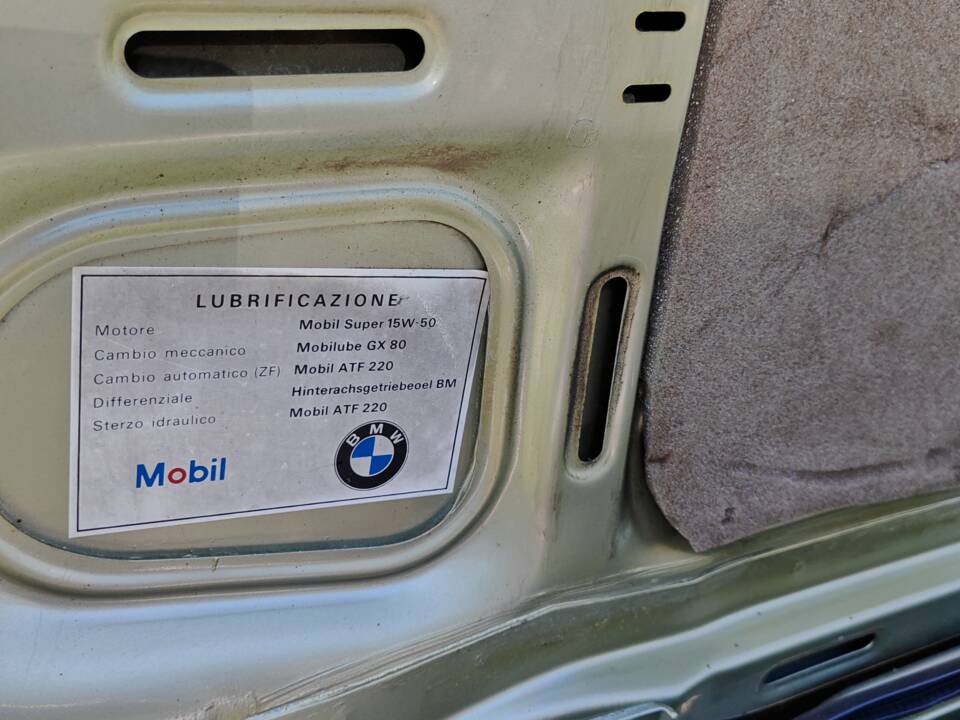 LUBRIFICAZIONE
Motore Mobil Super 15W-50
Cambio meccanico Mobilube GX 80
Cambio automatico (ZF) Mobil ATF 220
Differenziale Hinterachsgetriebeoel BM
Sterzo idraulico Mobil ATF 220
Mobil
BMW